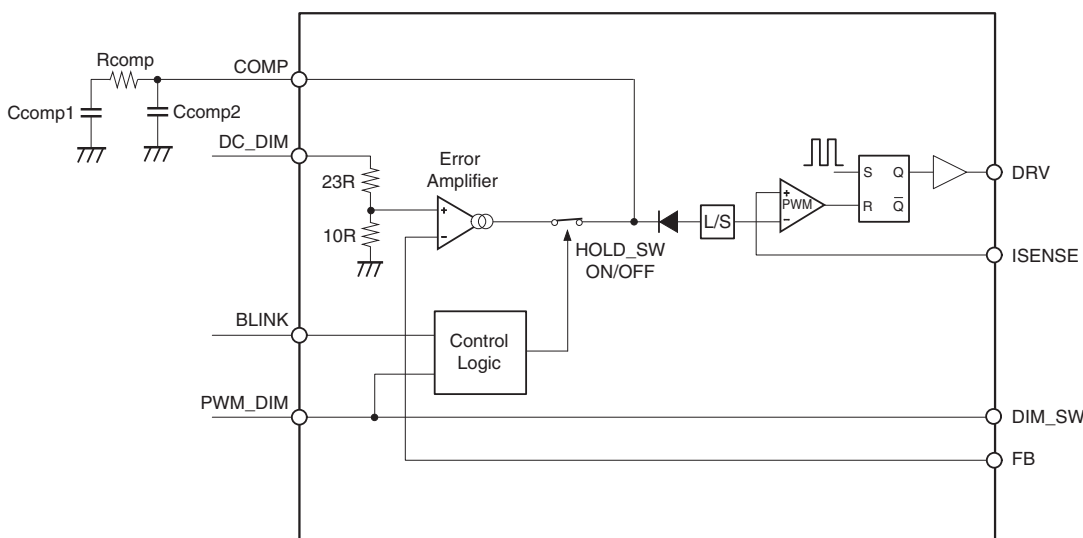 Rcomp
COMP
Ccomp1
Ccomp2
DC_DIM
Error
Amplifier
23R
10R
+
−
HOLD_SW
ON/OFF
L/S
+
PWM
−
S
Q
R
Q̅
DRV
ISENSE
BLINK
Control
Logic
PWM_DIM
DIM_SW
FB